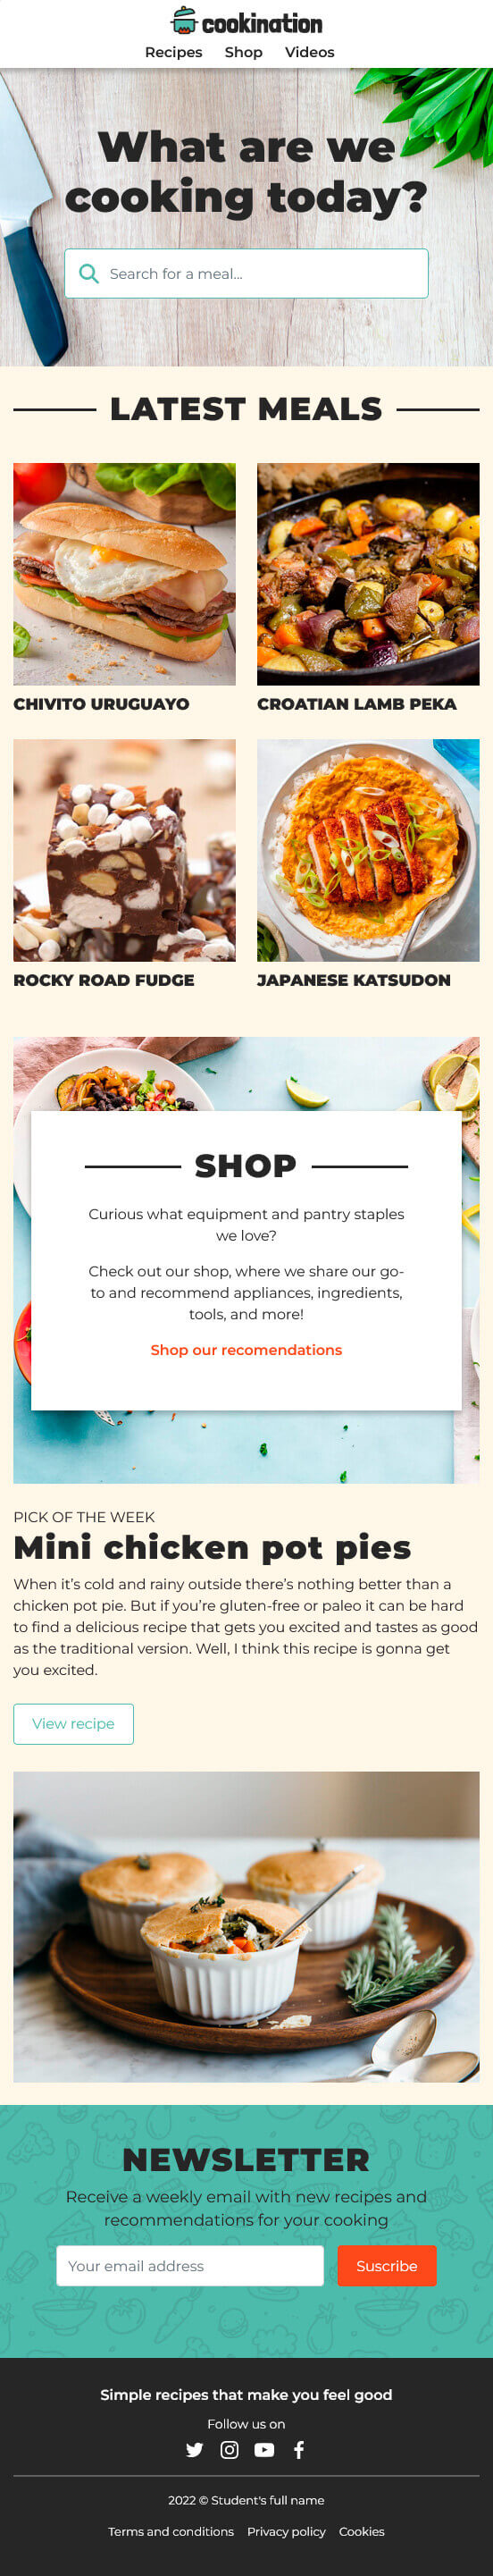 cookination
Recipes Shop Videos
What are we
cooking today?
Search for a meal...
LATEST MEALS
CHIVITO URUGUAYO
CROATIAN LAMB PEKA
ROCKY ROAD FUDGE
JAPANESE KATSUDON
SHOP
Curious what equipment and pantry staples
we love?
Check out our shop, where we share our go-
to and recommend appliances, ingredients,
tools, and more!
Shop our recomendations
PICK OF THE WEEK
Mini chicken pot pies
When it’s cold and rainy outside there’s nothing better than a
chicken pot pie. But if you’re gluten-free or paleo it can be hard
to find a delicious recipe that gets you excited and tastes as good
as the traditional version. Well, I think this recipe is gonna get
you excited.
View recipe
NEWSLETTER
Receive a weekly email with new recipes and
recommendations for your cooking
Your email address
Suscribe
Simple recipes that make you feel good
Follow us on
2022 © Student's full name
Terms and conditions Privacy policy Cookies